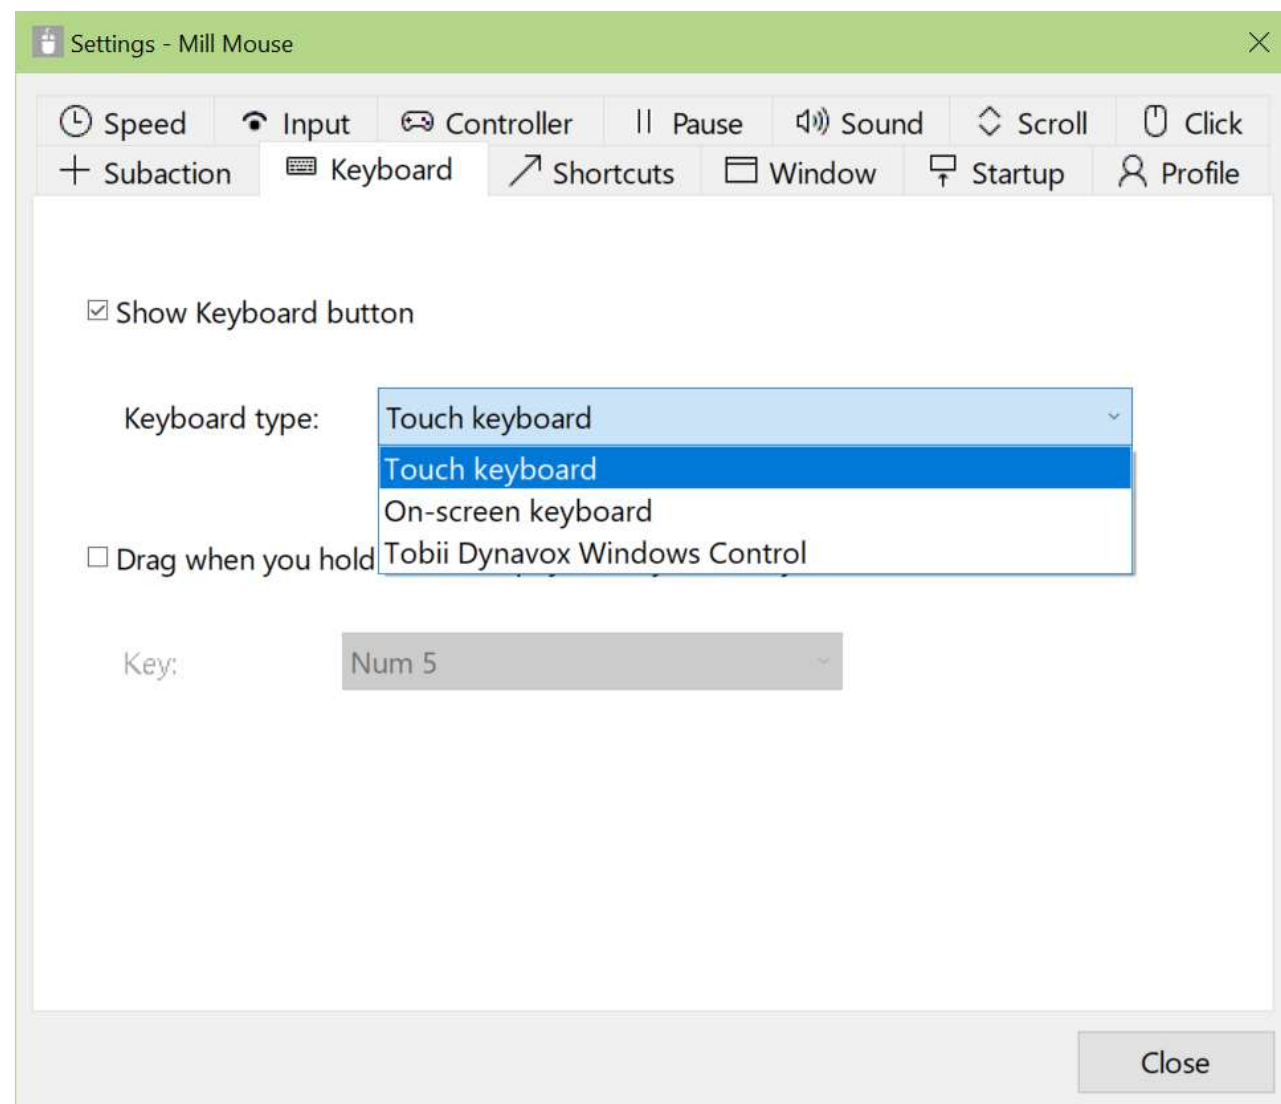 Settings - Mill Mouse
Speed Input Controller Pause Sound Scroll Click
Subaction Keyboard Shortcuts Window Startup Profile
Show Keyboard button
Keyboard type: Touch keyboard
Touch keyboard
On-screen keyboard
Drag when you hold Tobii Dynavox Windows Control
Key: Num 5
Close